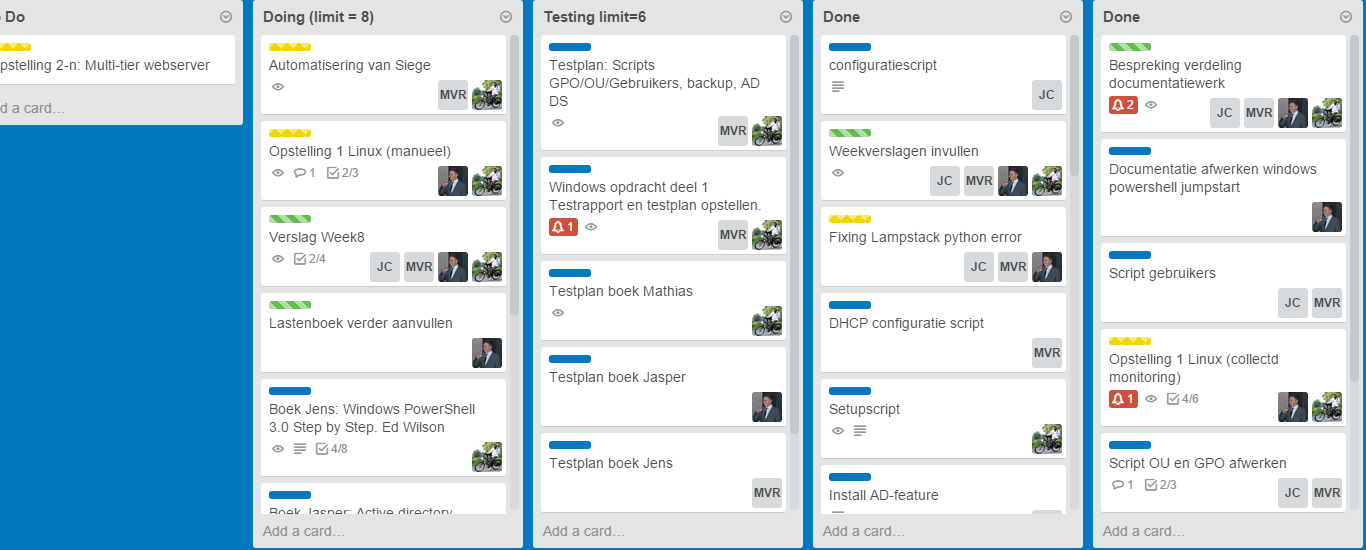 Do
pstelling 2-n: Multi-tier webserver
d a card…
Doing (limit = 8)
Automatisering van Siege
MVR
Opstelling 1 Linux (manueel)
1 2/3
Verslag Week8
2/4 JC MVR
Lastenboek verder aanvullen
Boek Jens: Windows PowerShell
3.0 Step by Step. Ed Wilson
4/8
Boek Jasper: Active directory
Add a card…
Testing limit=6
Testplan: Scripts
GPO/OU/Gebruikers, backup, AD
DS
MVR
Windows opdracht deel 1
Testrapport en testplan opstellen.
1 MVR
Testplan boek Mathias
Testplan boek Jasper
Testplan boek Jens
MVR
Add a card…
Done
configuratiescript
JC
Weekverslagen invullen
JC MVR
Fixing Lampstack python error
JC MVR
DHCP configuratie script
MVR
Setupscript
Install AD-feature
Add a card…
Done
Bespreking verdeling
documentatiewerk
2 JC MVR
Documentatie afwerken windows
powershell jumpstart
Script gebruikers
JC MVR
Opstelling 1 Linux (collectd
monitoring)
1 4/6
Script OU en GPO afwerken
1 2/3 JC MVR
Add a card…